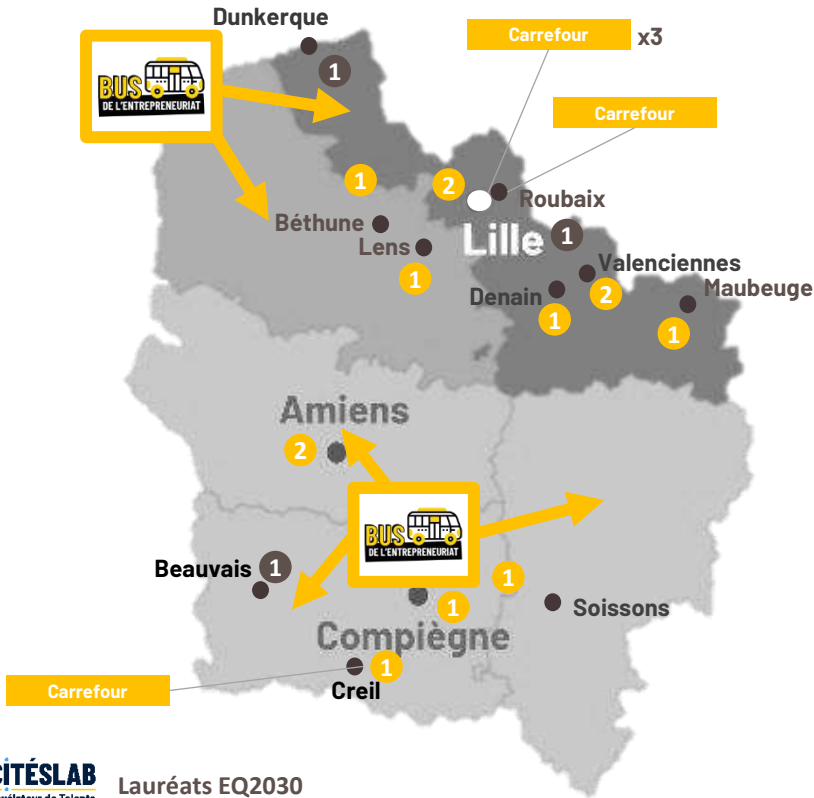 Dunkerque
Carrefour x3
BUS
DE L'ENTREPRENEURIAT
1
Carrefour
1
2
Roubaix
Béthune
Lille
1
Lens
Valenciennes
1
2
Maubeuge
Denain
1
1
Amiens
2
BUS
DE L'ENTREPRENEURIAT
Beauvais
1
1
1
Soissons
Compiègne
1
Carrefour
Creil
CITÉSLAB
Lauréats EQ2030
de Talents